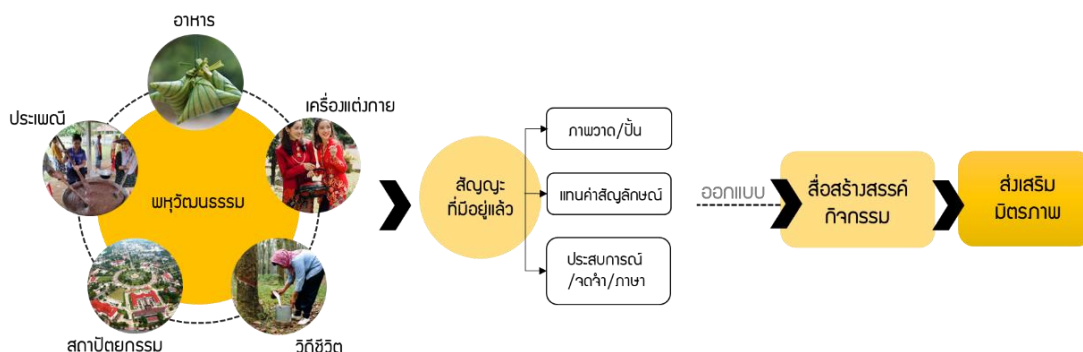 อาหาร
ประเพณี
เครื่องแต่งกาย
พหุวัฒนธรรม
สถาปัตยกรรม
วิถีชีวิต
สัญญะ
ที่มีอยู่แล้ว
ภาพวาด/ปั้น
แทนค่าสัญลักษณ์
ประสบการณ์
/จดจำ/ภาษา
ออกแบบ
สื่อสร้างสรรค์
กิจกรรม
ส่งเสริม
มิตรภาพ